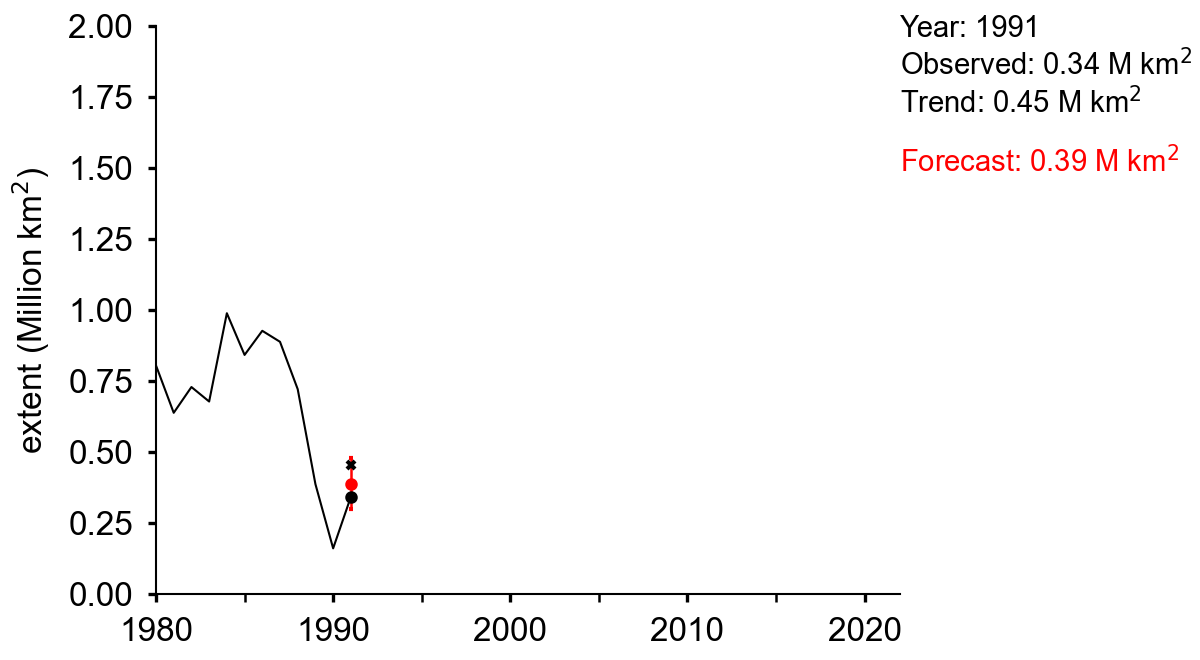 2.00
1.75
1.50
1.25
1.00
0.75
0.50
0.25
0.00
extent (Million km²)
1980 1990 2000 2010 2020
Year: 1991
Observed: 0.34 M km²
Trend: 0.45 M km²
Forecast: 0.39 M km²